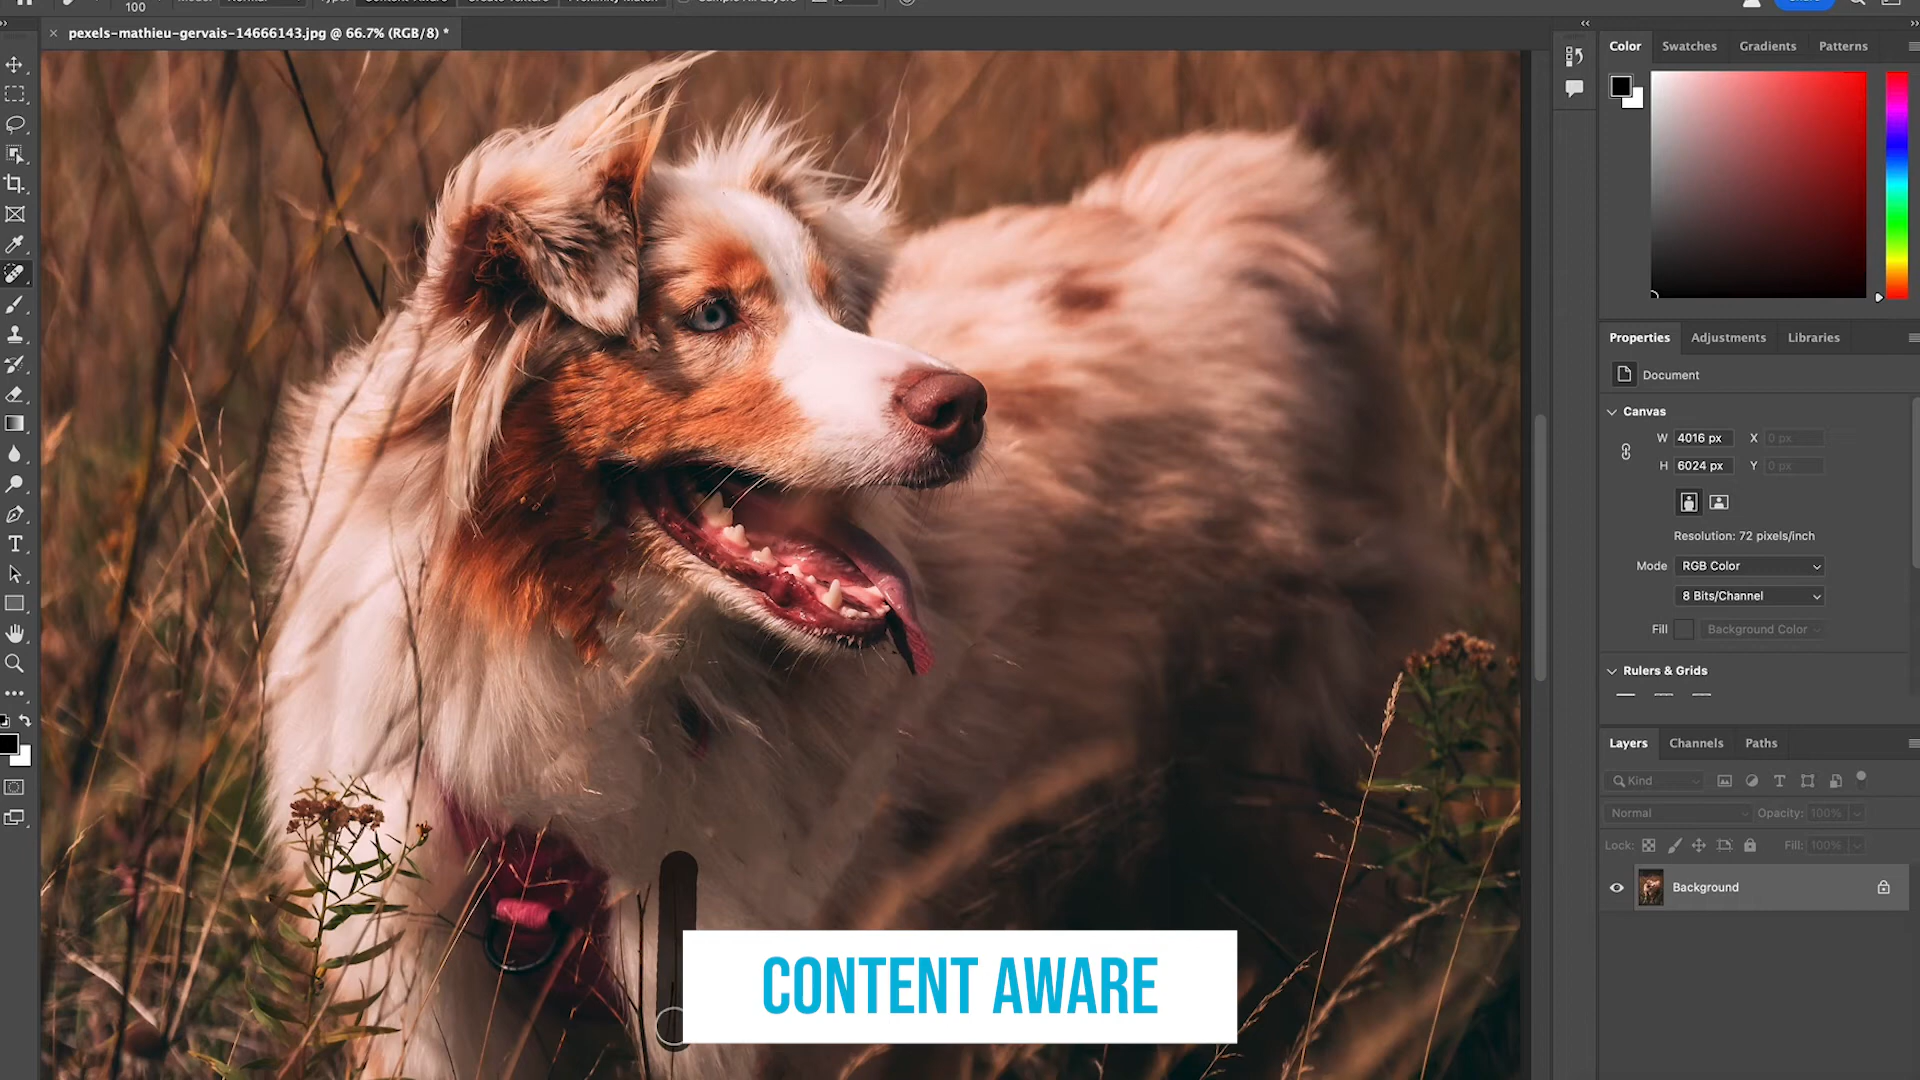 100
pexels-mathieu-gervais-14666143.jpg @ 66.7% (RGB/8) *
Color Swatches Gradients Patterns
Properties Adjustments Libraries
Document
Canvas
W 4016 px X 0 px
H 6024 px Y 0 px
Resolution: 72 pixels/inch
Mode RGB Color
8 Bits/Channel
Fill Background Color
Rulers & Grids
Layers Channels Paths
Kind
Normal Opacity: 100%
Lock: Fill: 100%
Background
CONTENT AWARE